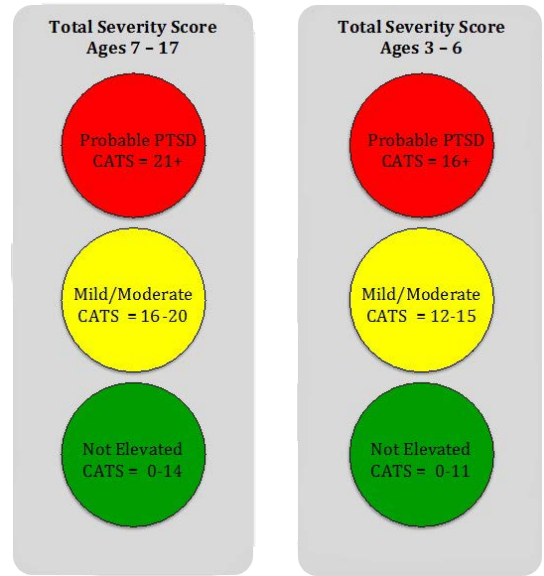 Total Severity Score
Ages 7 – 17
Probable PTSD
CATS = 21+
Mild/Moderate
CATS = 16-20
Not Elevated
CATS = 0-14
Total Severity Score
Ages 3 – 6
Probable PTSD
CATS = 16+
Mild/Moderate
CATS = 12-15
Not Elevated
CATS = 0-11